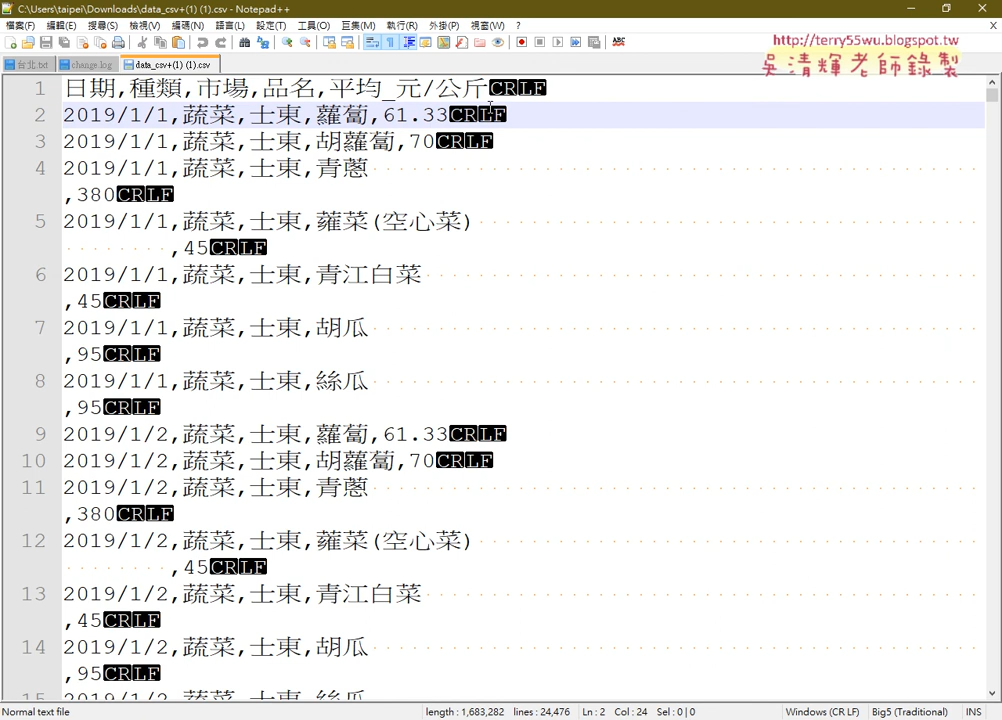 C:\Users\taipei\Downloads\data_csv+(1) (1).csv - Notepad++
檔案(F) 編輯(E) 搜尋(S) 檢視(V) 編碼(N) 語言(L) 設定(T) 工具(O) 巨集(M) 執行(R) 外掛(P) 視窗(W) ?
http://terry55wu.blogspot.tw
吳清輝老師錄製
台北.txt change.log data_csv+(1) (1).csv
1 日期,種類,市場,品名,平均_元/公斤CRLF
2 2019/1/1,蔬菜,士東,蘿蔔,61.33CRLF
3 2019/1/1,蔬菜,士東,胡蘿蔔,70CRLF
4 2019/1/1,蔬菜,士東,青蔥
,380CRLF
5 2019/1/1,蔬菜,士東,蕹菜(空心菜)
,45CRLF
6 2019/1/1,蔬菜,士東,青江白菜
,45CRLF
7 2019/1/1,蔬菜,士東,胡瓜
,95CRLF
8 2019/1/1,蔬菜,士東,絲瓜
,95CRLF
9 2019/1/2,蔬菜,士東,蘿蔔,61.33CRLF
10 2019/1/2,蔬菜,士東,胡蘿蔔,70CRLF
11 2019/1/2,蔬菜,士東,青蔥
,380CRLF
12 2019/1/2,蔬菜,士東,蕹菜(空心菜)
,45CRLF
13 2019/1/2,蔬菜,士東,青江白菜
,45CRLF
14 2019/1/2,蔬菜,士東,胡瓜
,95CRLF
15 2019/1/2,蔬菜,士東,絲瓜
Normal text file length : 1,683,282 lines : 24,476 Ln : 2 Col : 24 Sel : 0 | 0 Windows (CR LF) Big5 (Traditional) INS